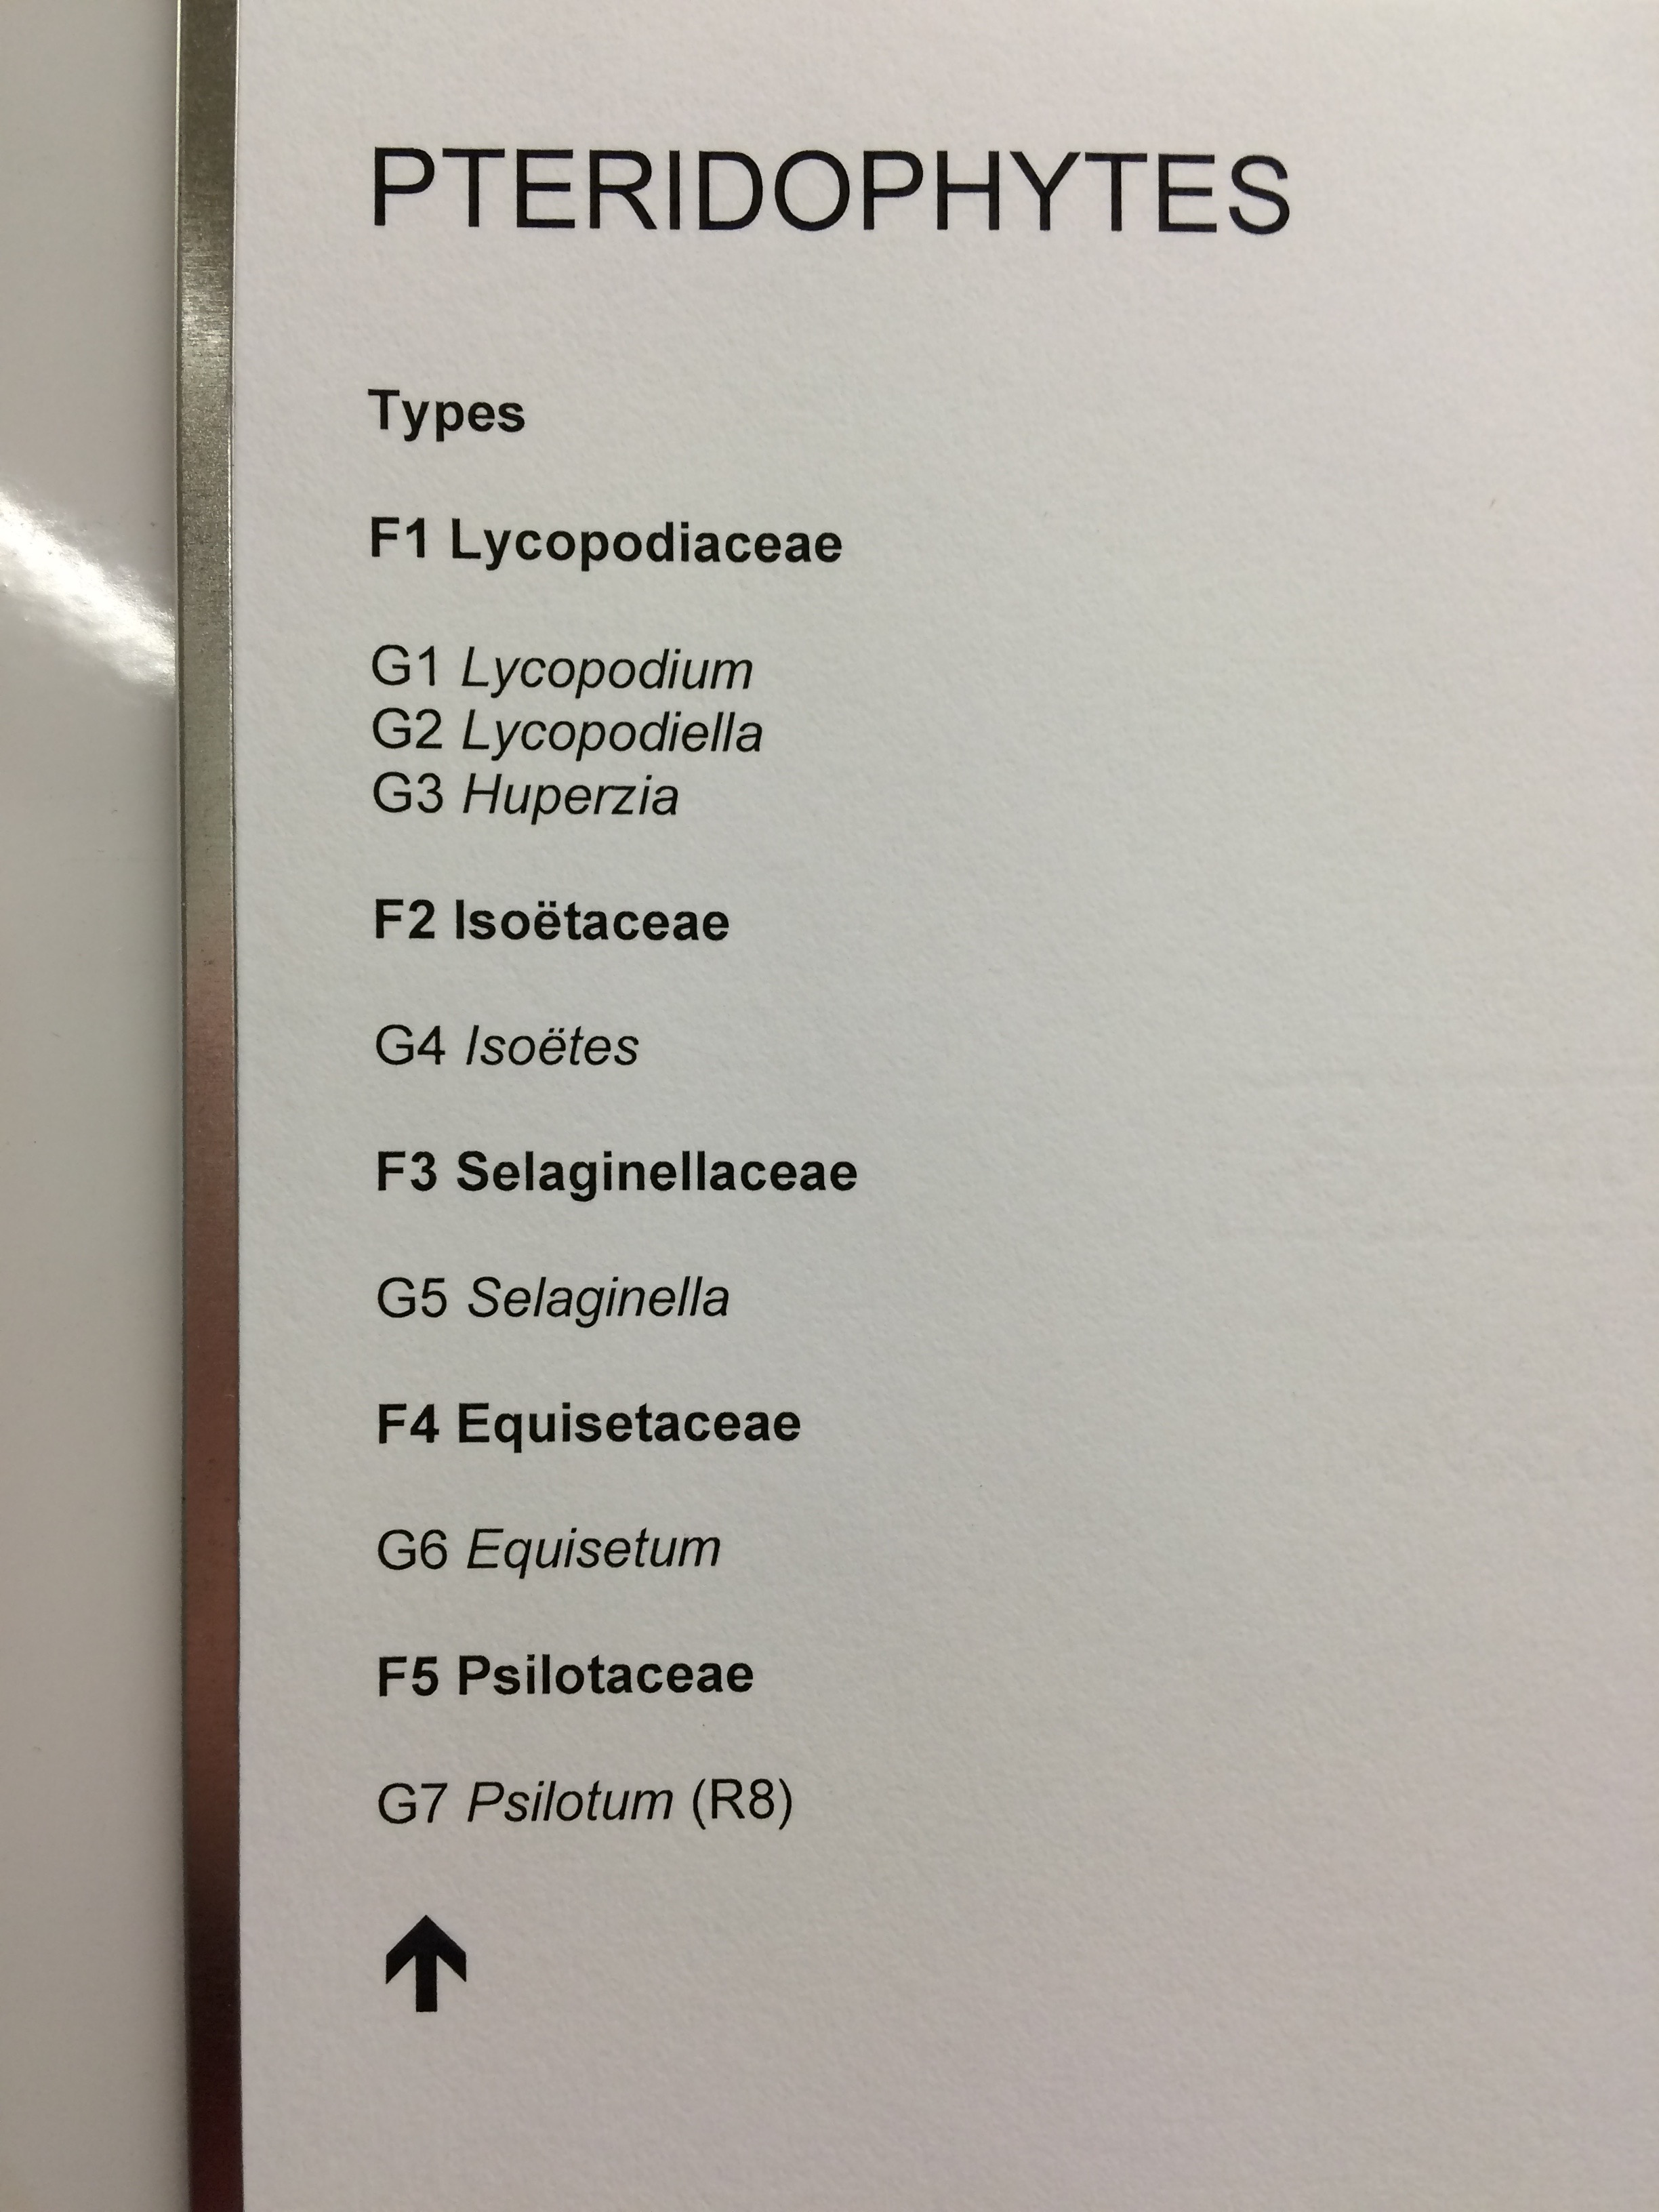 PTERIDOPHYTES
Types
F1 Lycopodiaceae
G1 Lycopodium
G2 Lycopodiella
G3 Huperzia
F2 Isoëtaceae
G4 Isoëtes
F3 Selaginellaceae
G5 Selaginella
F4 Equisetaceae
G6 Equisetum
F5 Psilotaceae
G7 Psilotum (R8)